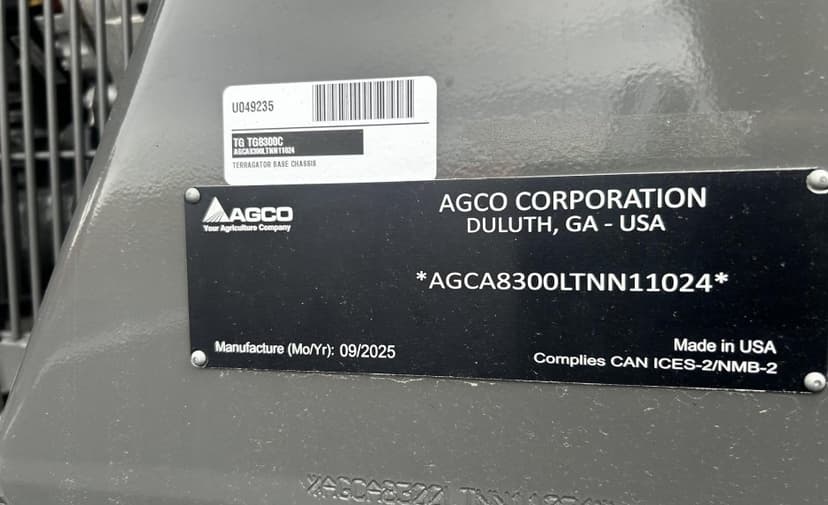 U049235
TG TG8300C
AGCA8300LTNN11024
TERRAGATOR BASE CHASSIS
AGCO
Your Agriculture Company
AGCO CORPORATION
DULUTH, GA - USA
*AGCA8300LTNN11024*
Manufacture (Mo/Yr): 09/2025
Made in USA
Complies CAN ICES-2/NMB-2